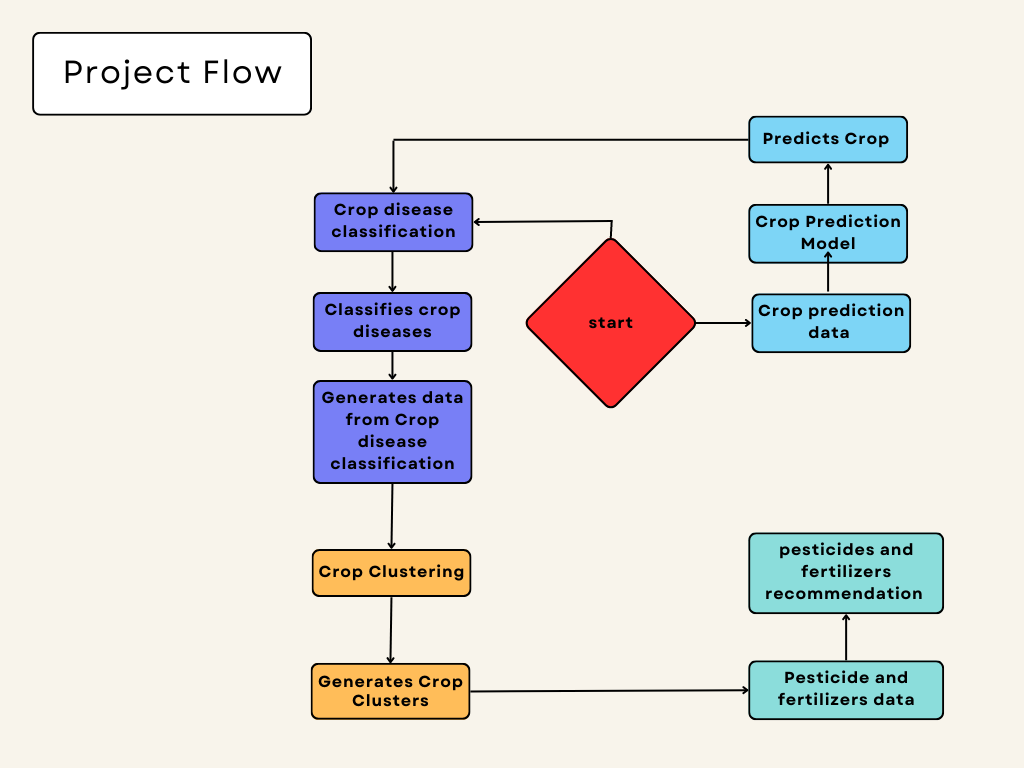 Project Flow
Predicts Crop
Crop disease
classification
Crop Prediction
Model
Classifies crop
diseases
start
Crop prediction
data
Generates data
from Crop
disease
classification
Crop Clustering
pesticides and
fertilizers
recommendation
Generates Crop
Clusters
Pesticide and
fertilizers data